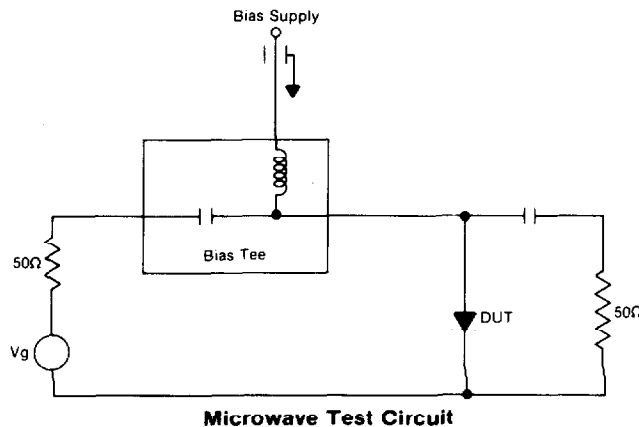 Bias Supply
I
Bias Tee
50Ω
Vg
DUT
50Ω
Microwave Test Circuit